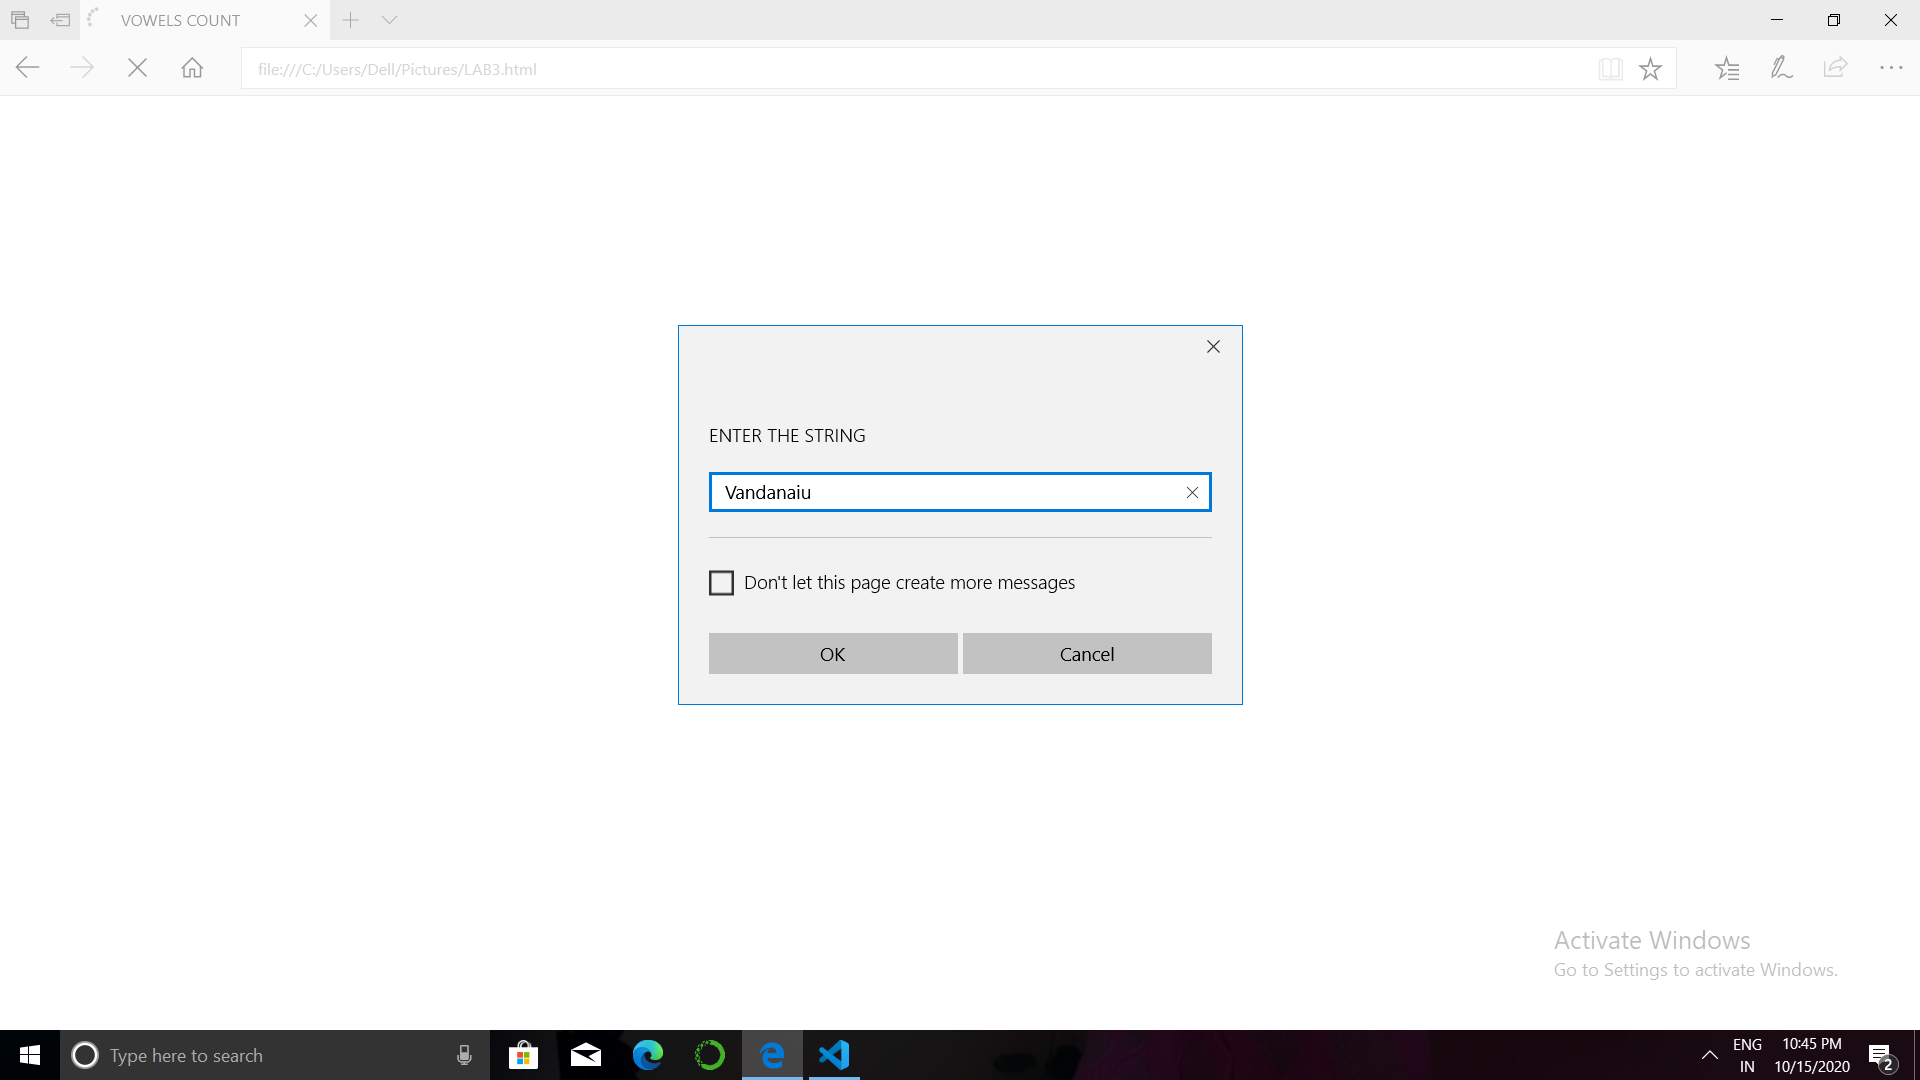 VOWELS COUNT
file:///C:/Users/Dell/Pictures/LAB3.html
ENTER THE STRING
Vandanaiu
Don't let this page create more messages
OK Cancel
Activate Windows
Go to Settings to activate Windows.
Type here to search
ENG 10:45 PM
IN 10/15/2020
2